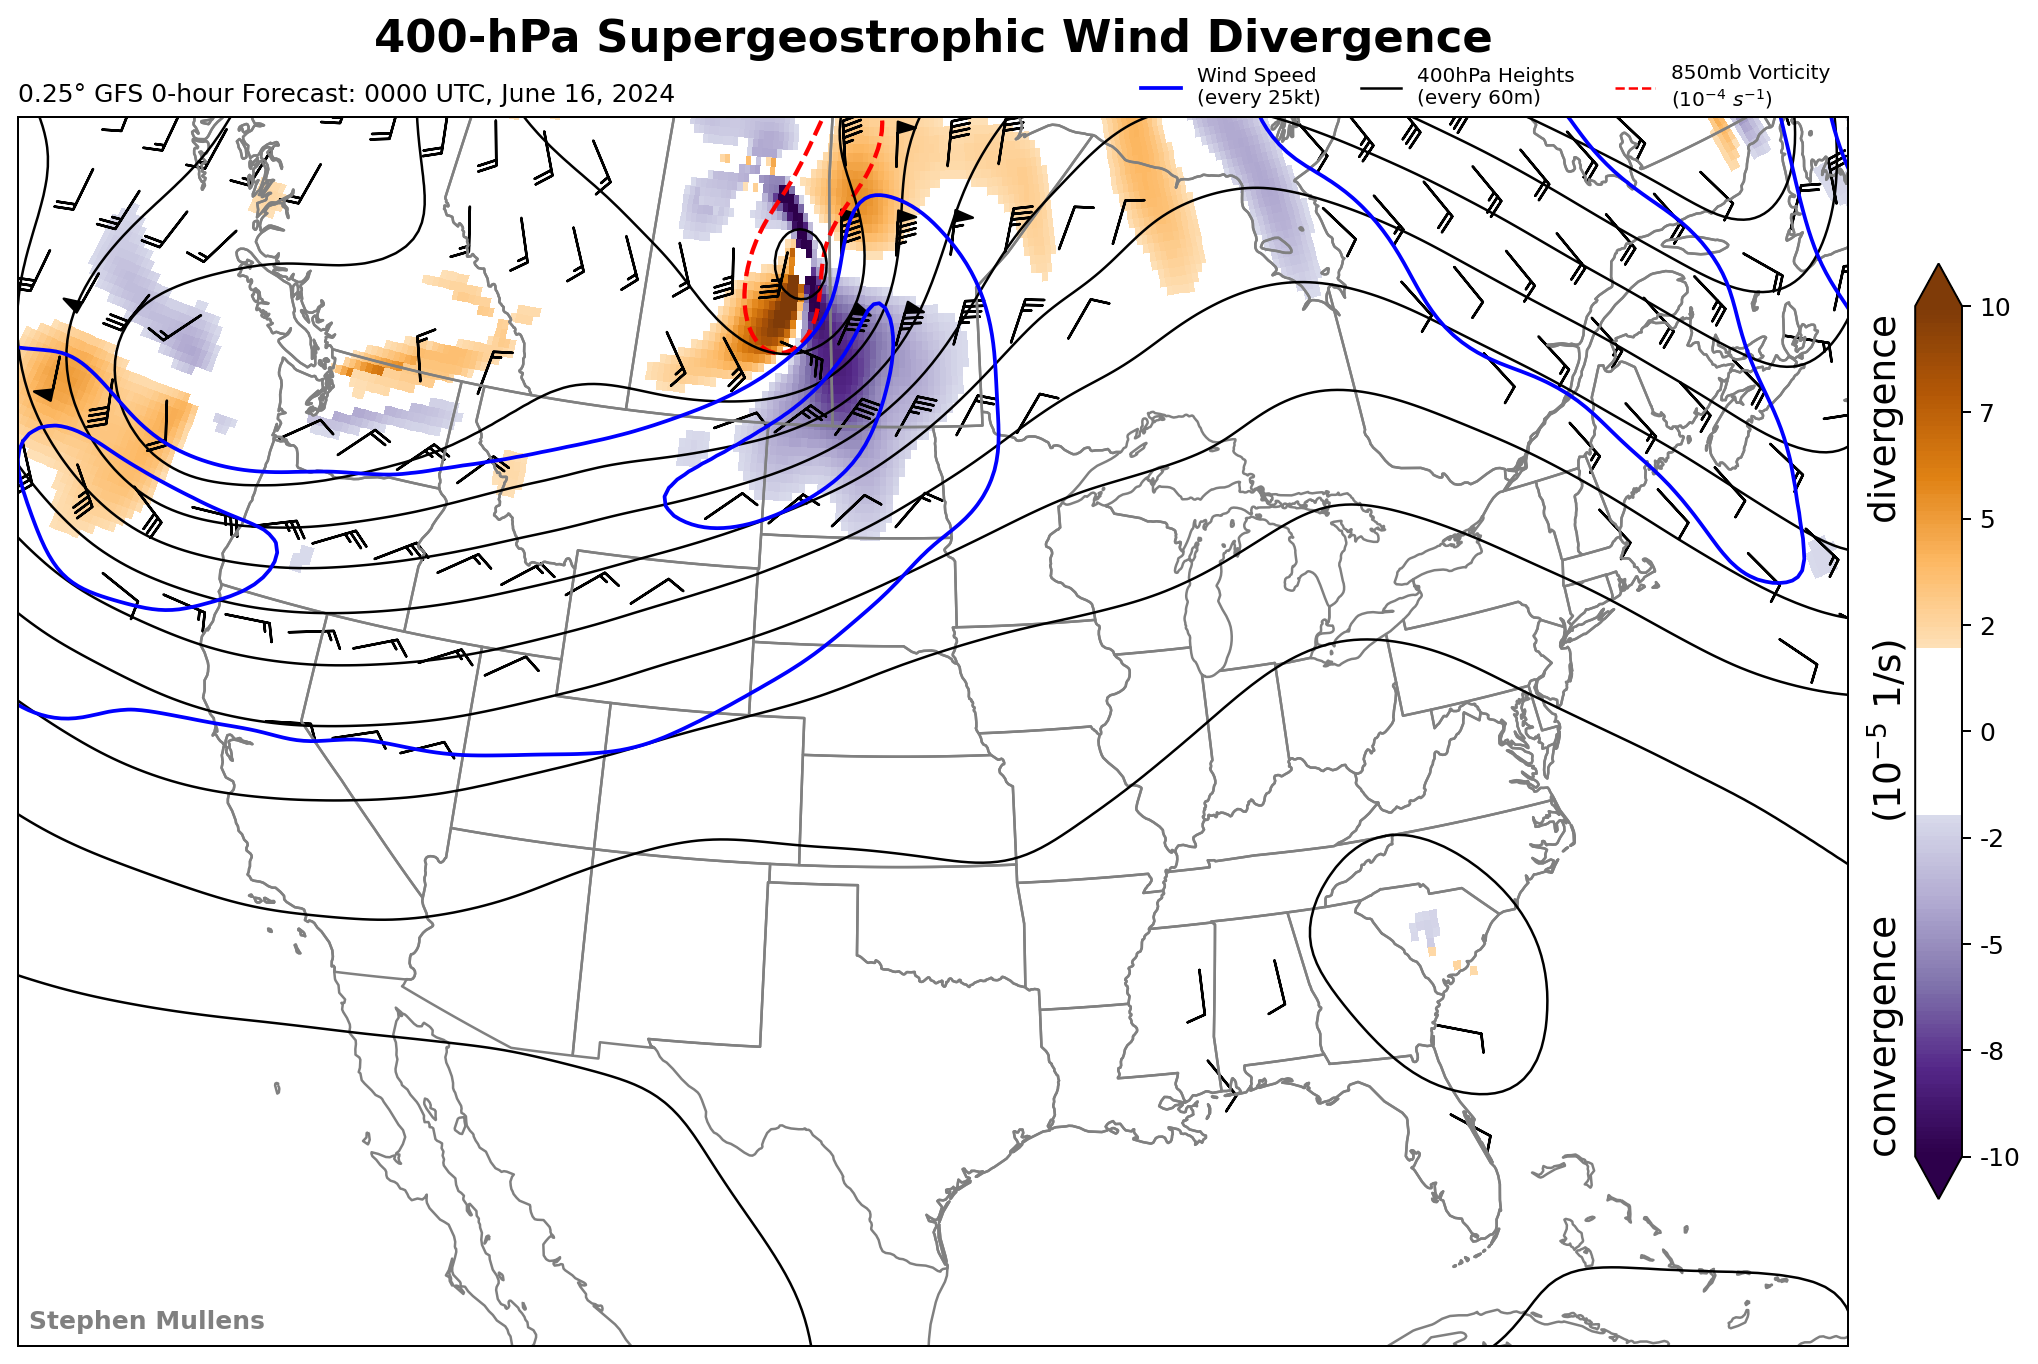 400-hPa Supergeostrophic Wind Divergence
0.25° GFS 0-hour Forecast: 0000 UTC, June 16, 2024
Wind Speed
(every 25kt)
400hPa Heights
(every 60m)
850mb Vorticity
(10⁻⁴ s⁻¹)
10
7
5
2
0
-2
-5
-8
-10
convergence (10⁻⁵ 1/s) divergence
Stephen Mullens